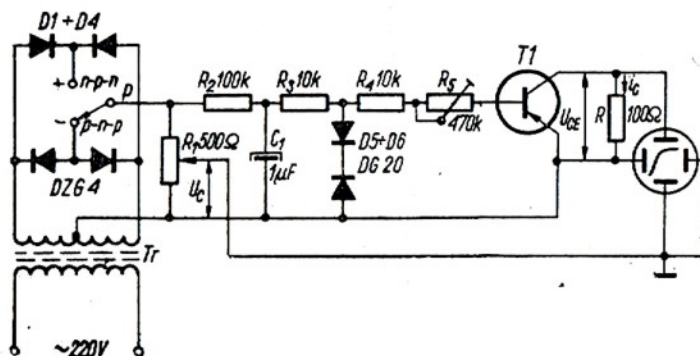 D1÷D4
+ n-p-n
p
- p-n-p
DZG 4
Tr
~220V
R₁ 500Ω
U_C
R₂ 100k
C₁
1μF
R₃ 10k
D5÷D6
DG 20
R₄ 10k
R₅
470k
T1
U_CE
R
i_C
100Ω